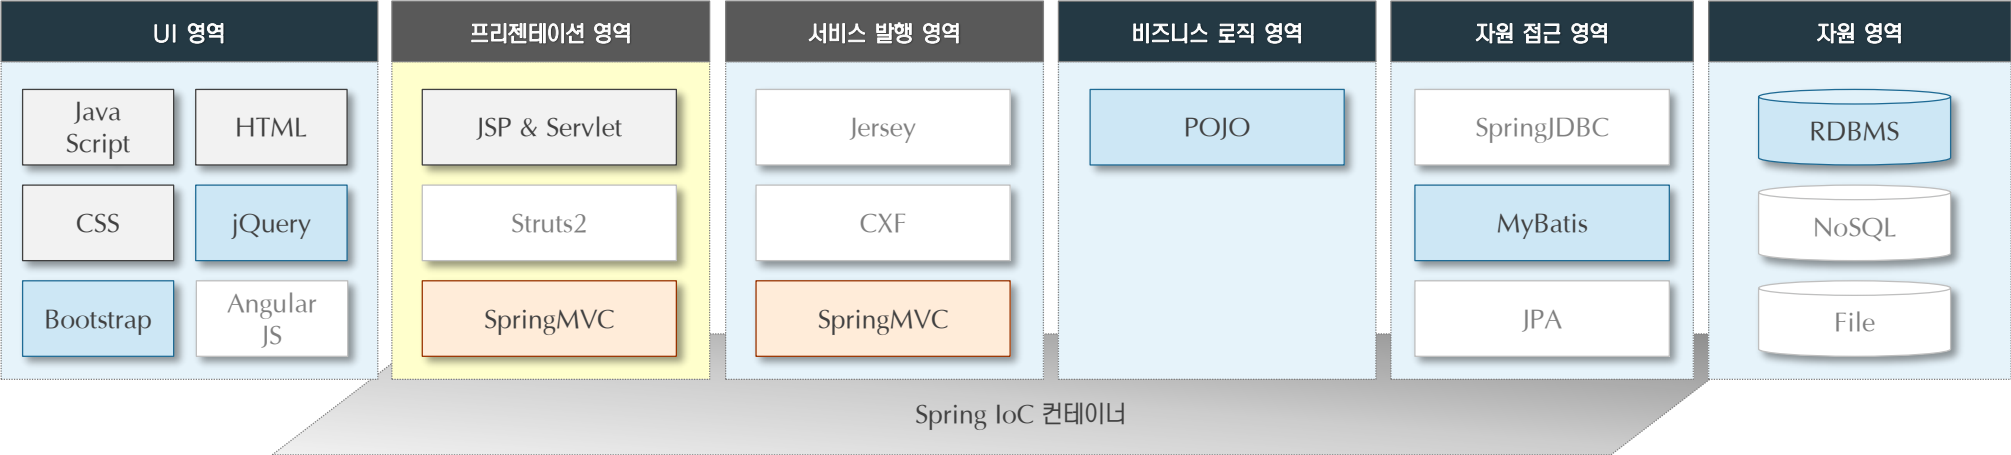 UI 영역
프리젠테이션 영역
서비스 발행 영역
비즈니스 로직 영역
자원 접근 영역
자원 영역
Java
Script
HTML
JSP & Servlet
Jersey
POJO
SpringJDBC
RDBMS
CSS
jQuery
Struts2
CXF
MyBatis
NoSQL
Bootstrap
Angular
JS
SpringMVC
SpringMVC
JPA
File
Spring IoC 컨테이너